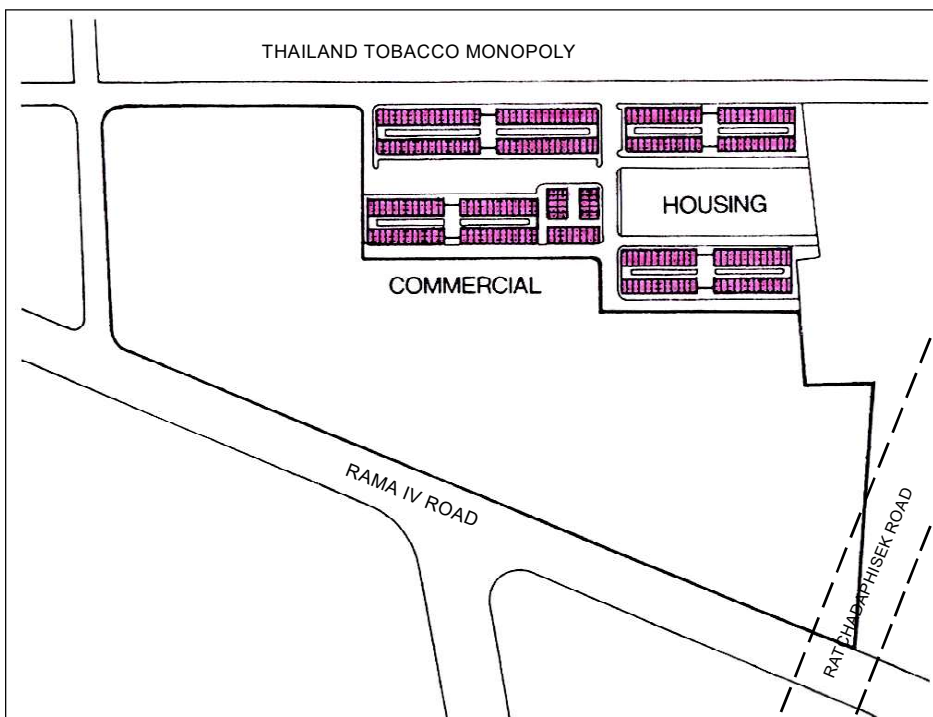 THAILAND TOBACCO MONOPOLY
HOUSING
COMMERCIAL
RAMA IV ROAD
RATCHADAPHISEK ROAD